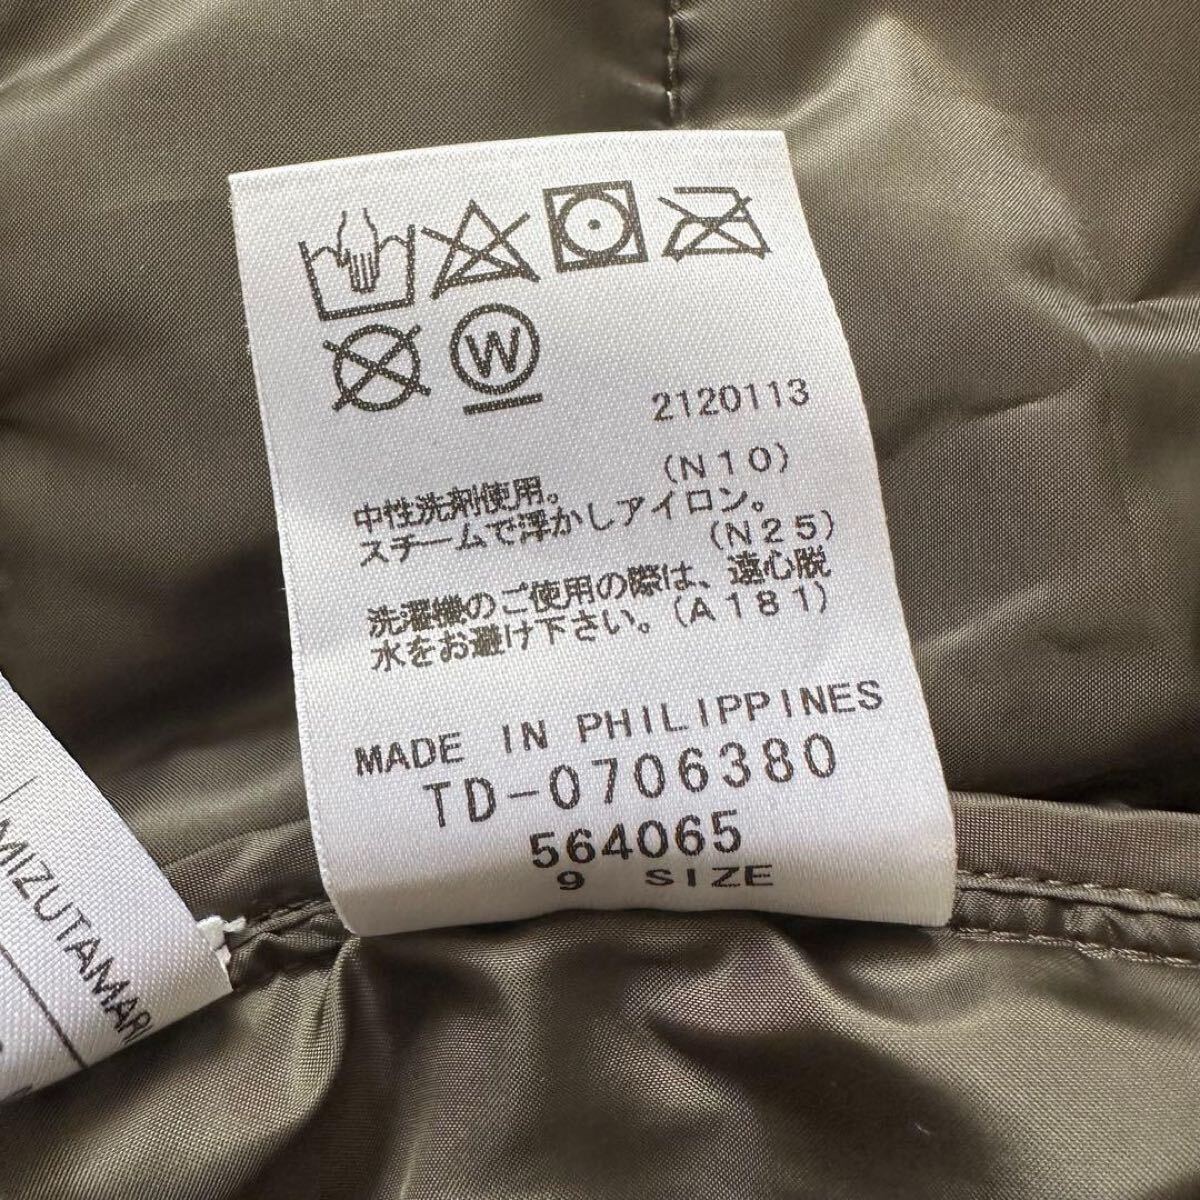 W
2120113
(N10)
中性洗剤使用。
スチームで浮かしアイロン。
(N25)
洗濯機のご使用の際は、遠心脱
水をお避け下さい。(A181)
MADE IN PHILIPPINES
TD-0706380
564065
9 SIZE
MIZUTAMARI